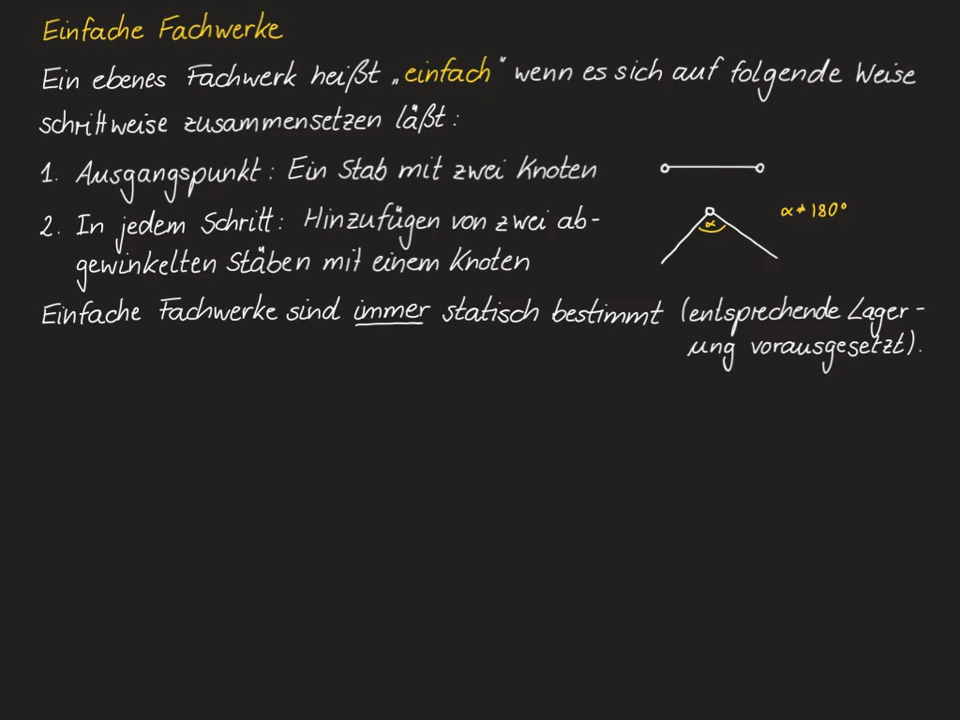 Einfache Fachwerke
Ein ebenes Fachwerk heißt „einfach" wenn es sich auf folgende Weise
schrittweise zusammensetzen läßt:
1. Ausgangspunkt: Ein Stab mit zwei Knoten
2. In jedem Schritt: Hinzufügen von zwei ab-
gewinkelten Stäben mit einem Knoten
α
α ≠ 180°
Einfache Fachwerke sind immer statisch bestimmt (entsprechende Lager-
ung vorausgesetzt).